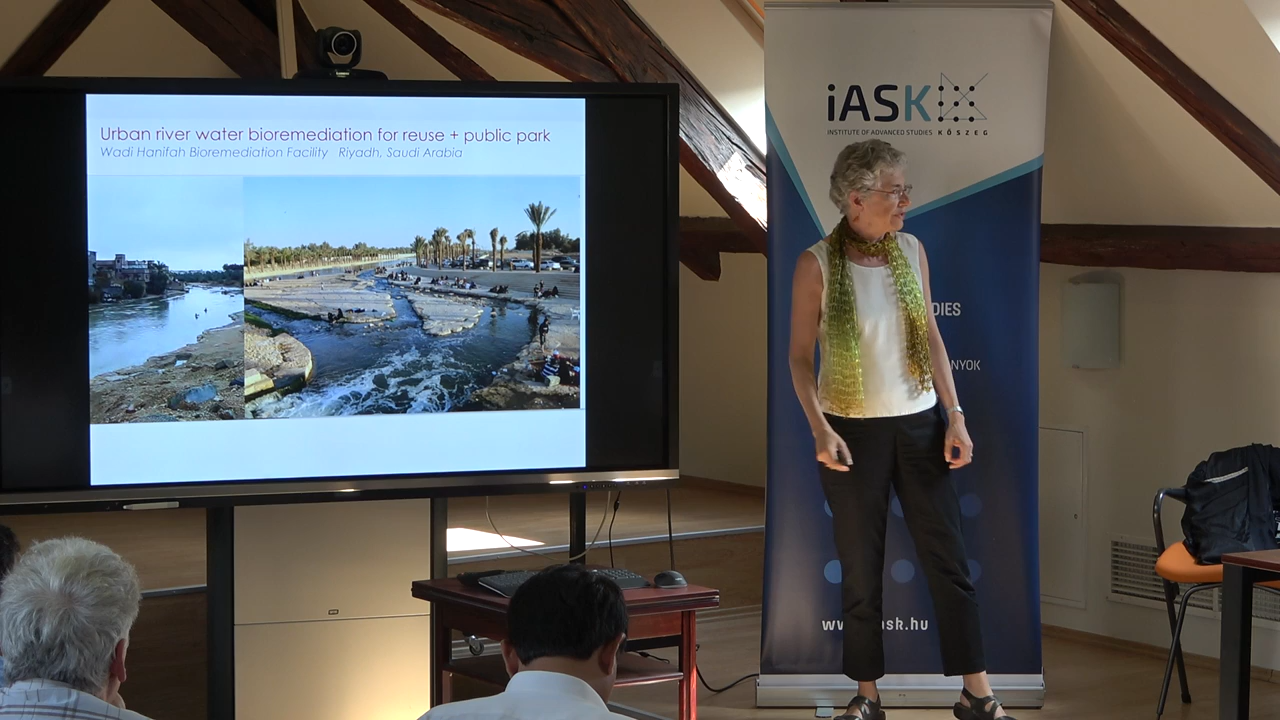 Urban river water bioremediation for reuse + public park
Wadi Hanifah Bioremediation Facility Riyadh, Saudi Arabia
iASK
INSTITUTE OF ADVANCED STUDIES KŐSZEG
DIES
NYOK
www.iask.hu